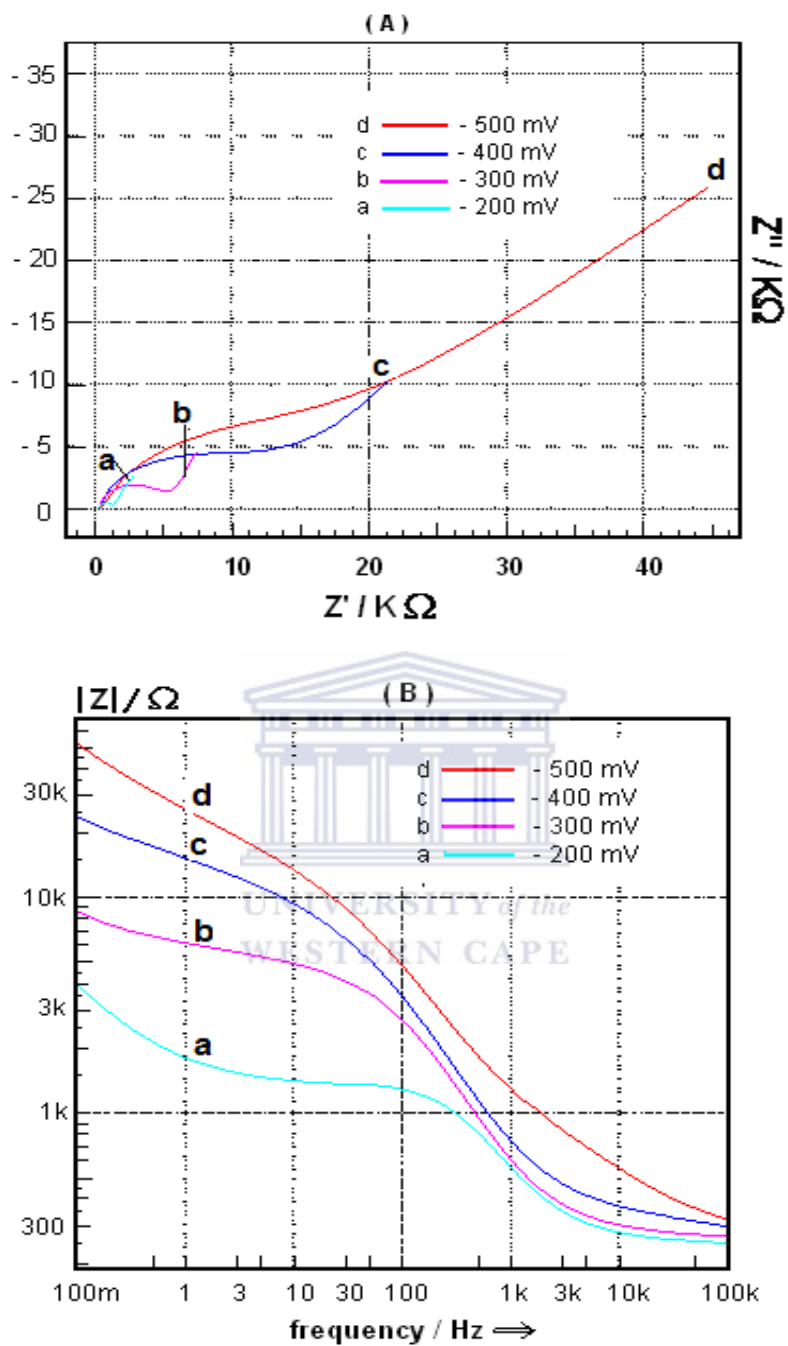 ( A )
- 35
- 30
- 25
- 20
- 15
- 10
- 5
0
d - 500 mV
c - 400 mV
b - 300 mV
a - 200 mV
d
c
b
a
Z'' / KΩ
0 10 20 30 40
Z' / K Ω
|Z| / Ω
( B )
30k
10k
3k
1k
300
d - 500 mV
c - 400 mV
b - 300 mV
a - 200 mV
d
c
b
a
UNIVERSITY of the
WESTERN CAPE
100m 1 3 10 30 100 1k 3k 10k 100k
frequency / Hz ⇒